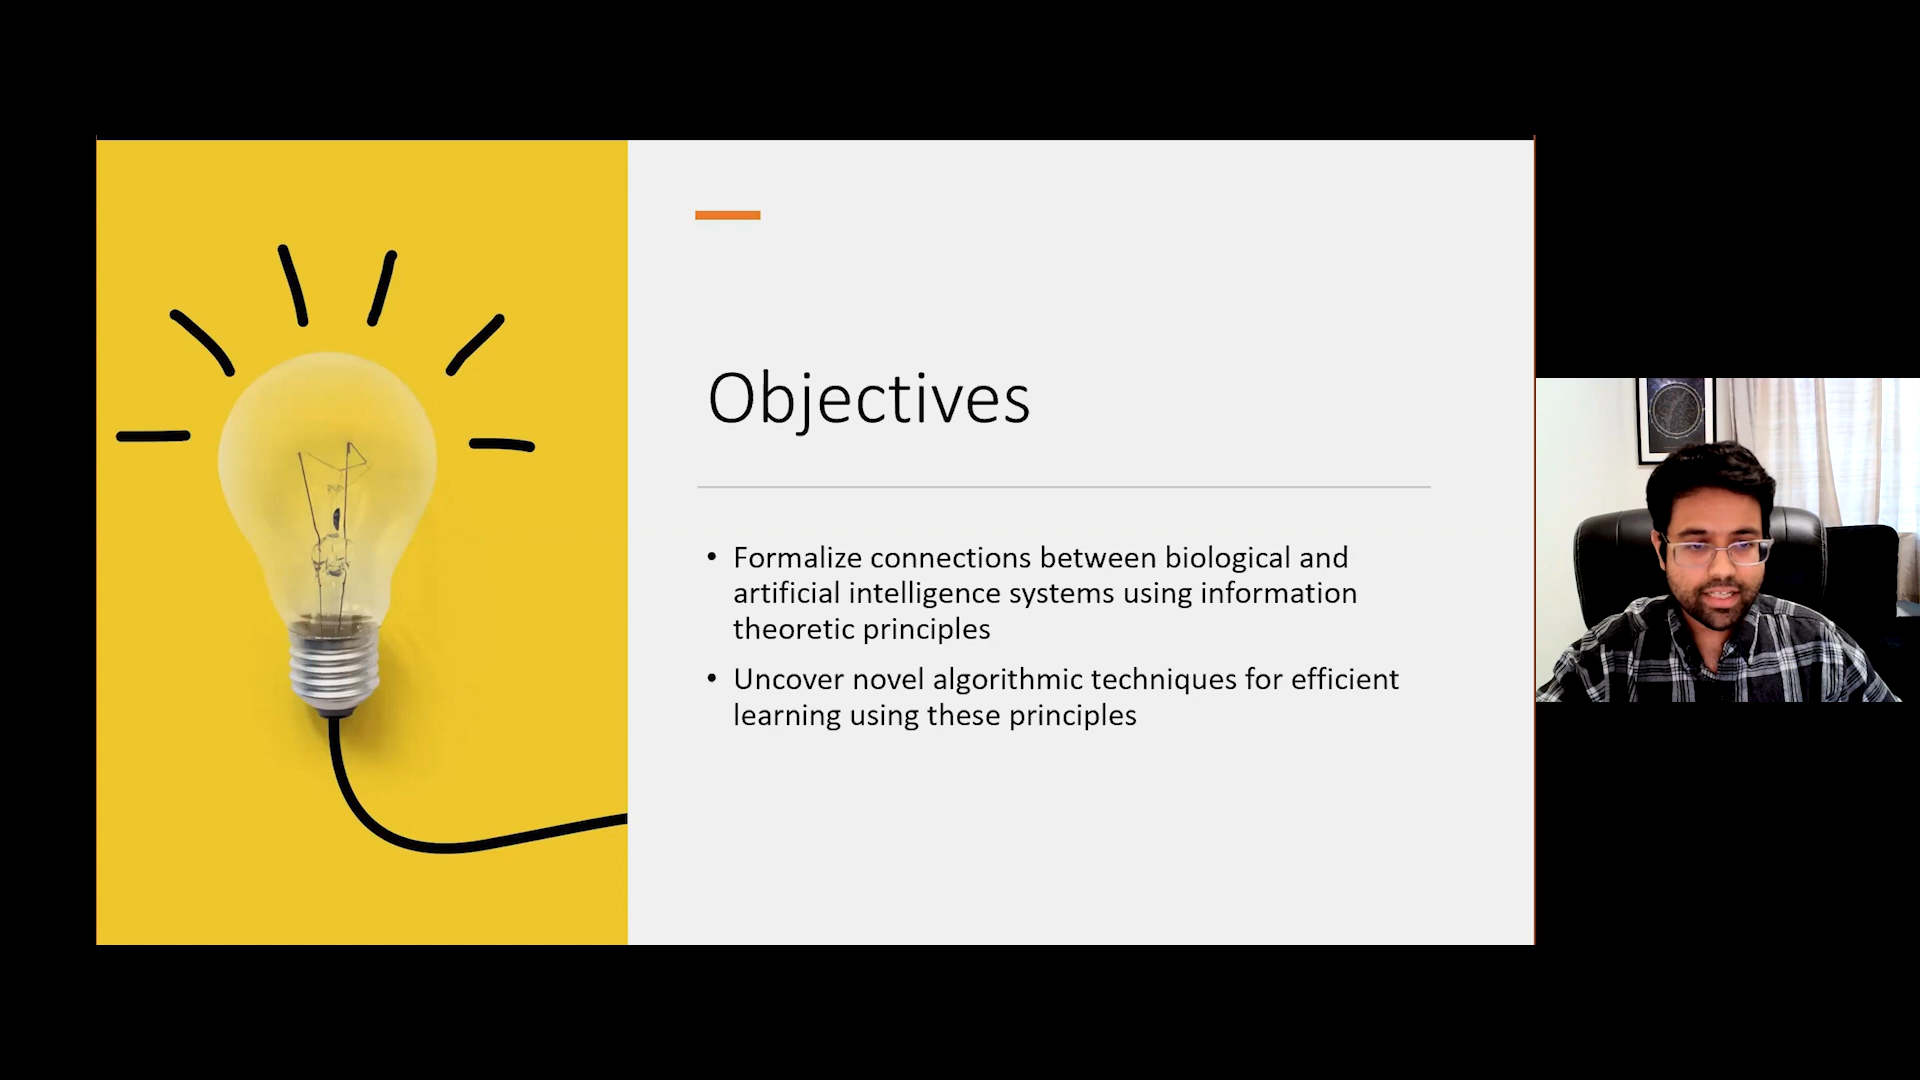 Objectives
• Formalize connections between biological and
artificial intelligence systems using information
theoretic principles
• Uncover novel algorithmic techniques for efficient
learning using these principles